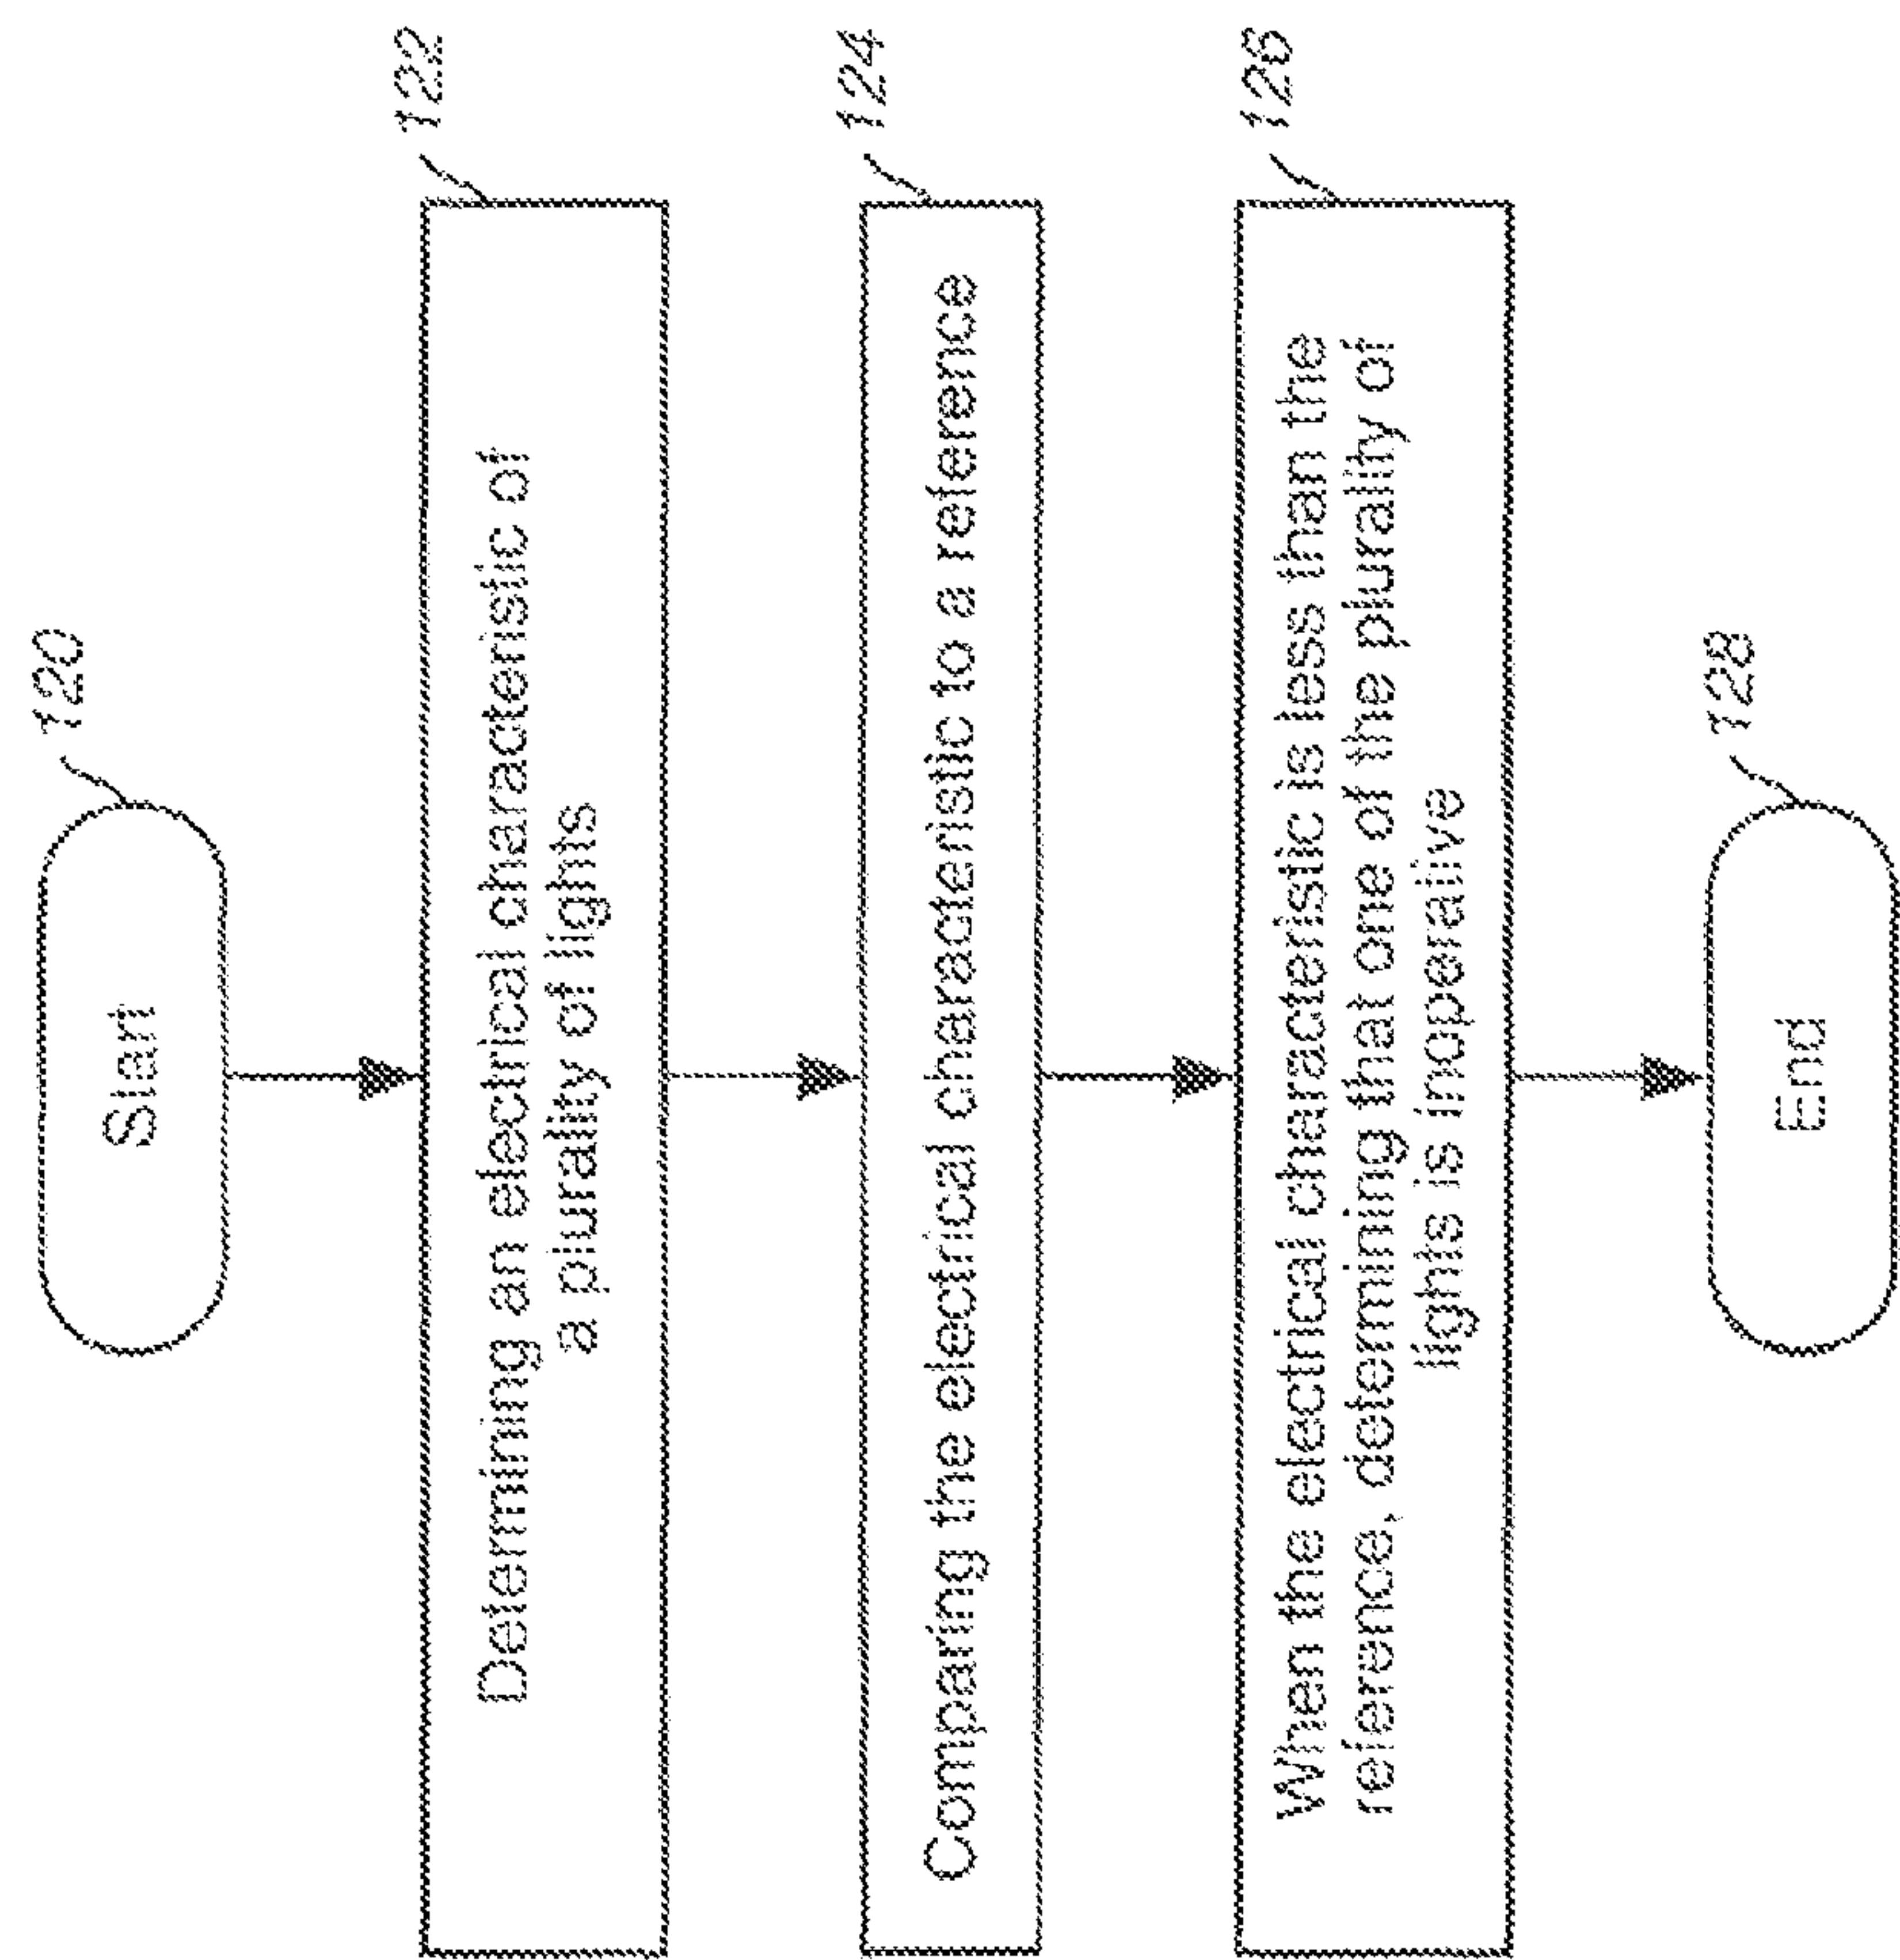 Start
120
Determining an electrical characteristic of
a plurality of lights
122
Comparing the electrical characteristic to a reference
124
When the electrical characteristic is less than the
reference, determining that one of the plurality of
lights is inoperative
126
End
128